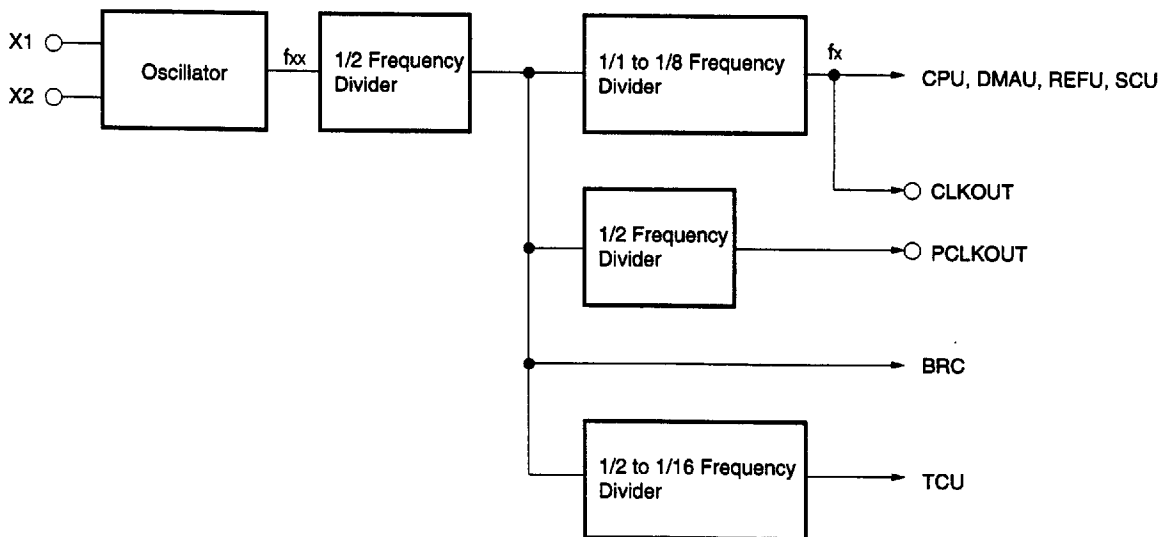 X1
X2
Oscillator
fxx
1/2 Frequency
Divider
1/1 to 1/8 Frequency
Divider
fx
CPU, DMAU, REFU, SCU
CLKOUT
1/2 Frequency
Divider
PCLKOUT
BRC
1/2 to 1/16 Frequency
Divider
TCU